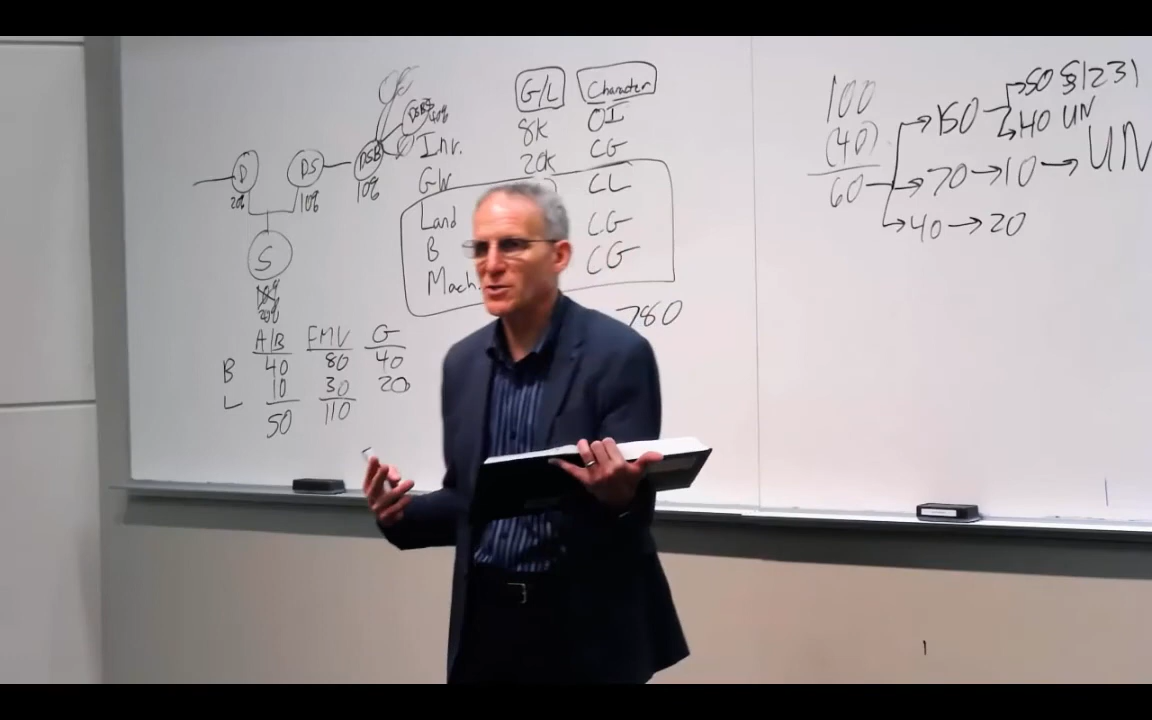 G/L Character
Inv. 8K OI
GW 20K CG
CL
Land CG
B CG
Mach.
780
D DS DSB
20% 10% 10%
S
20%
A/B FMV G
B 40 80 40
L 10 30 20
50 110
100
(40)
60
→ 150 → 50 §1231
→ 40 UN
→ 70 → 10 → UN
→ 40 → 20